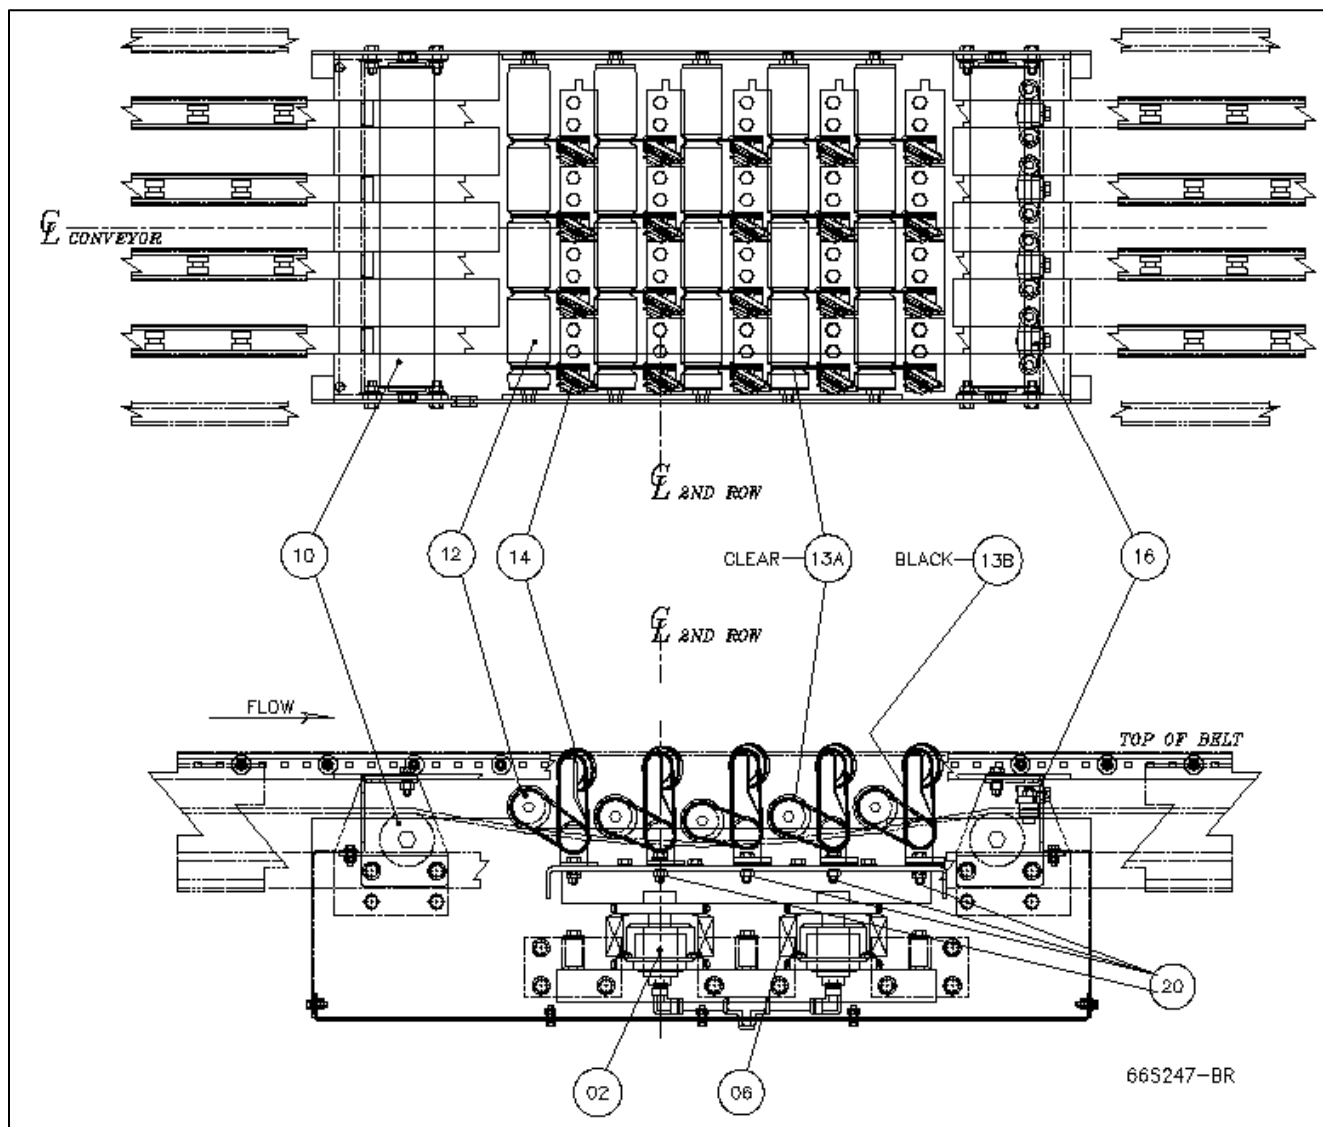 CL CONVEYOR
CL 2ND ROW
10
12
14
CLEAR 13A
BLACK 13B
16
CL 2ND ROW
FLOW
TOP OF BELT
20
02
06
66S247-BR